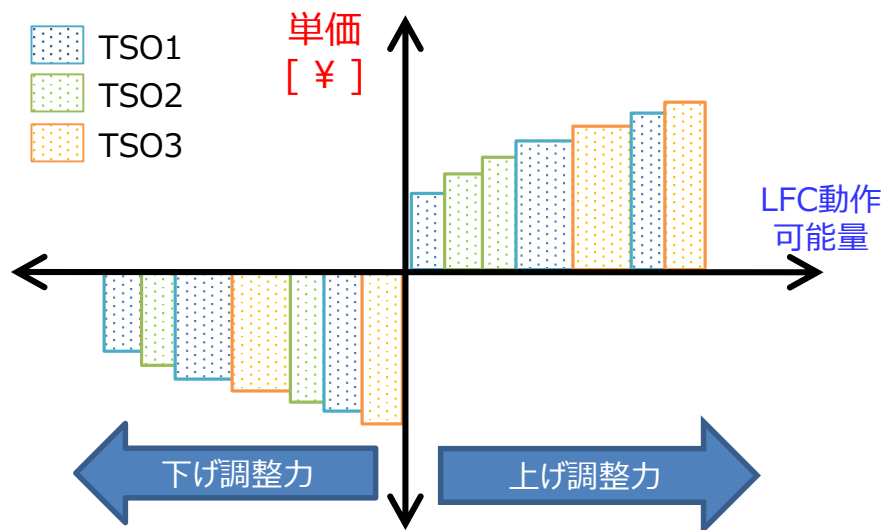 TSO1
TSO2
TSO3
単価
[ ¥ ]
LFC動作
可能量
下げ調整力
上げ調整力